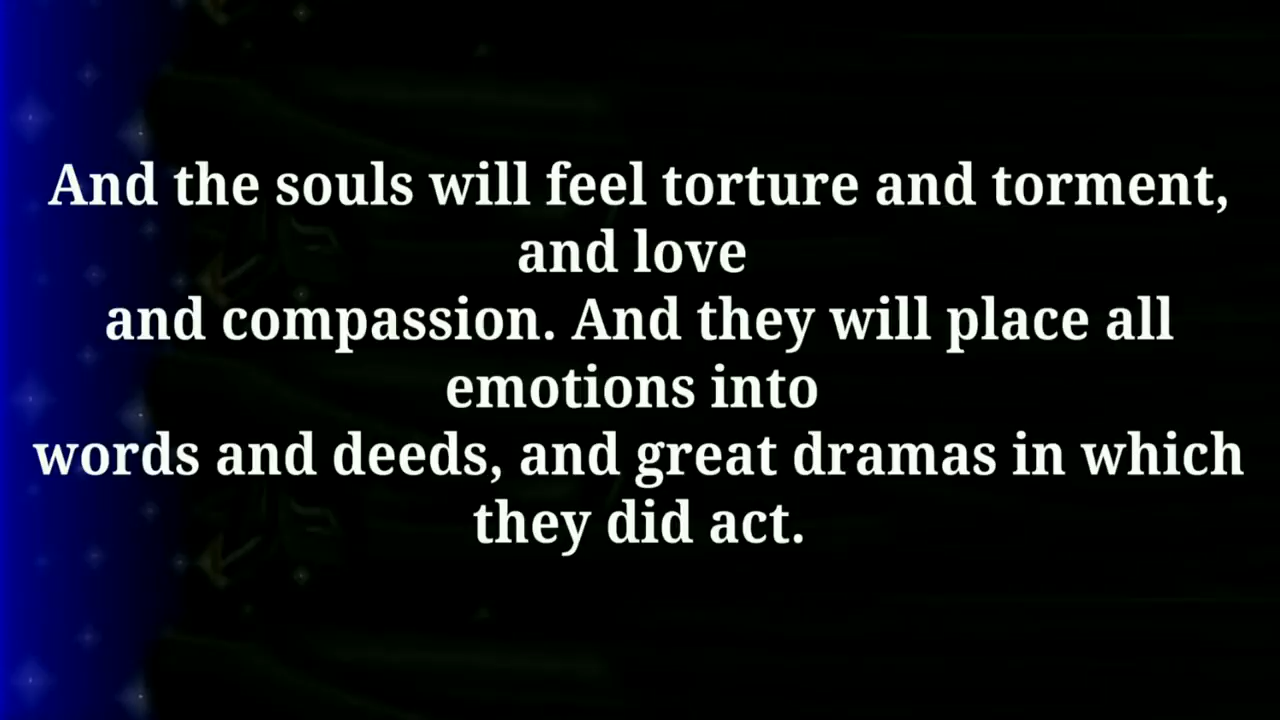 And the souls will feel torture and torment,
and love
and compassion. And they will place all
emotions into
words and deeds, and great dramas in which
they did act.